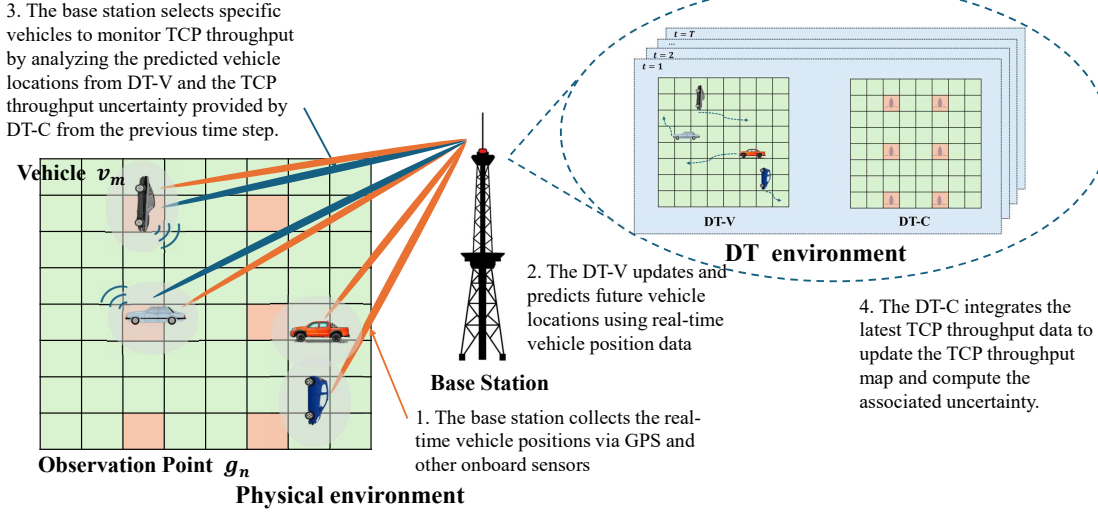 3. The base station selects specific
vehicles to monitor TCP throughput
by analyzing the predicted vehicle
locations from DT-V and the TCP
throughput uncertainty provided by
DT-C from the previous time step.
Vehicle v_m
t = T
...
t = 2
t = 1
DT-V
DT-C
DT environment
2. The DT-V updates and
predicts future vehicle
locations using real-time
vehicle position data
4. The DT-C integrates the
latest TCP throughput data to
update the TCP throughput
map and compute the
associated uncertainty.
Base Station
1. The base station collects the real-
time vehicle positions via GPS and
other onboard sensors
Observation Point g_n
Physical environment